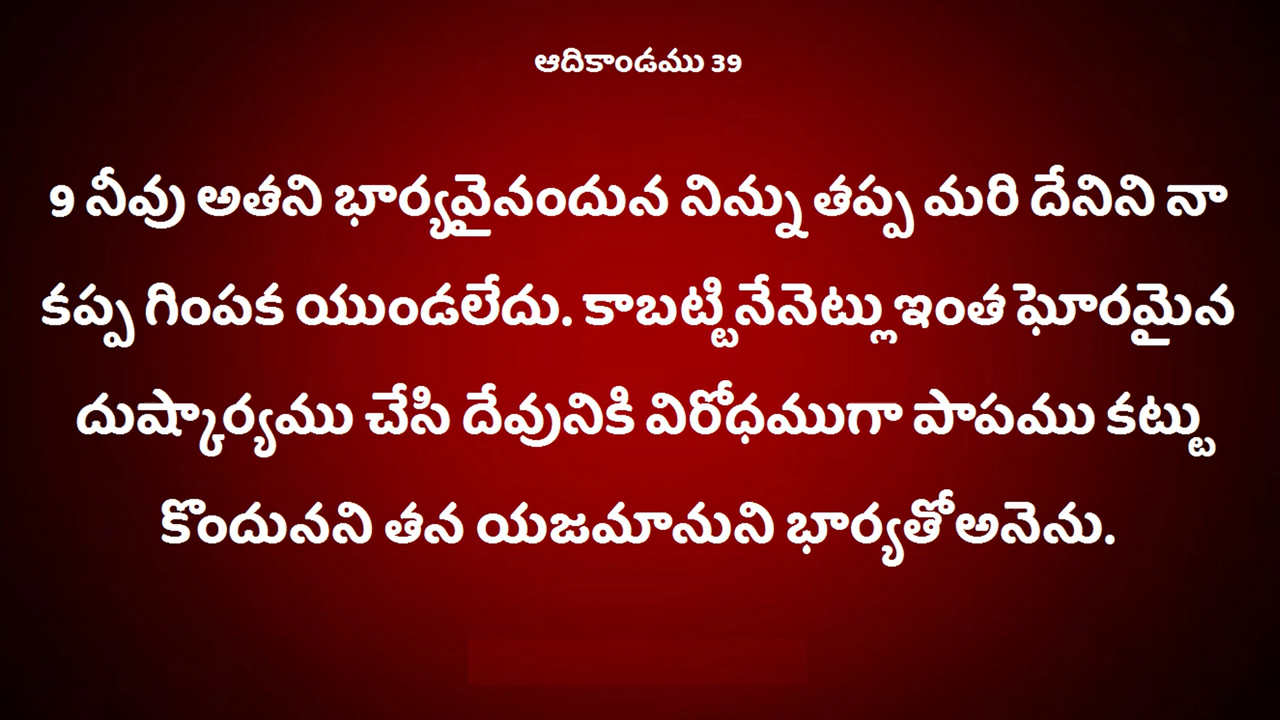 ఆదికాండము 39
9 నీవు అతని భార్యవైనందున నిన్ను తప్ప మరి దేనిని నా
కప్ప గింపక యుండలేదు. కాబట్టి నేనెట్లు ఇంత ఘోరమైన
దుష్కార్యము చేసి దేవునికి విరోధముగా పాపము కట్టు
కొందునని తన యజమానుని భార్యతో అనెను.